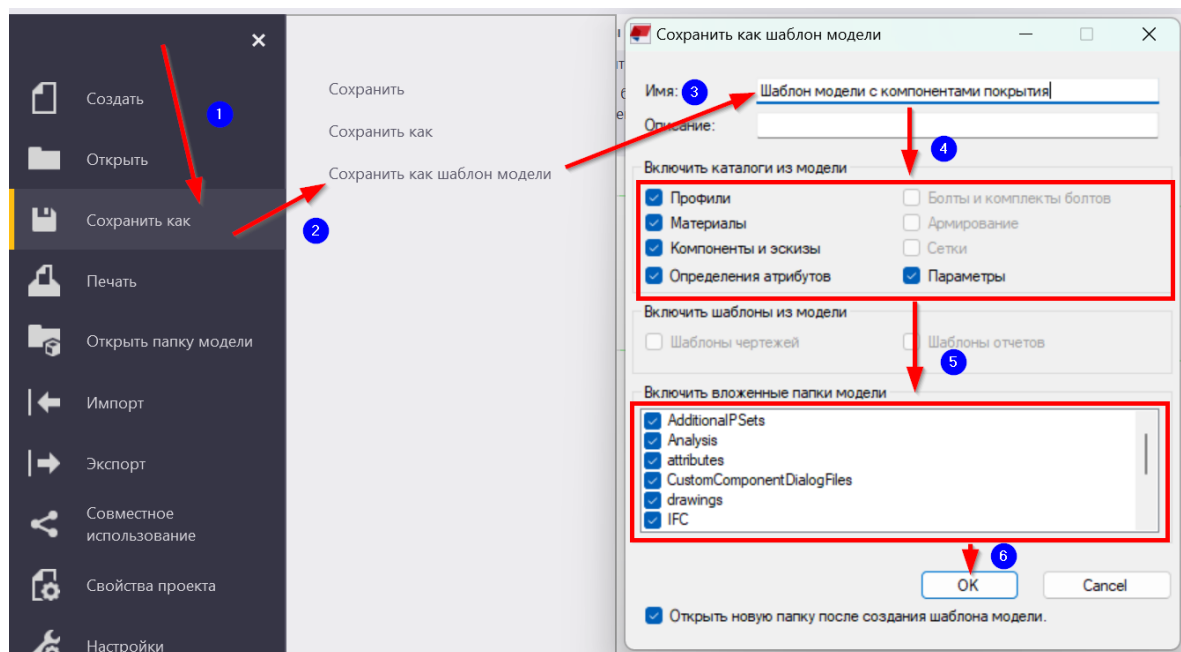 Создать
Открыть
Сохранить как
Печать
Открыть папку модели
Импорт
Экспорт
Совместное
использование
Свойства проекта
Настройки
1
Сохранить
Сохранить как
Сохранить как шаблон модели
2
Сохранить как шаблон модели
Имя: 3 Шаблон модели с компонентами покрытия
Описание:
4
Включить каталоги из модели
Профили Болты и комплекты болтов
Материалы Армирование
Компоненты и эскизы Сетки
Определения атрибутов Параметры
Включить шаблоны из модели
Шаблоны чертежей Шаблоны отчетов
5
Включить вложенные папки модели
AdditionalPSets
Analysis
attributes
CustomComponentDialogFiles
drawings
IFC
6
OK Cancel
Открыть новую папку после создания шаблона модели.